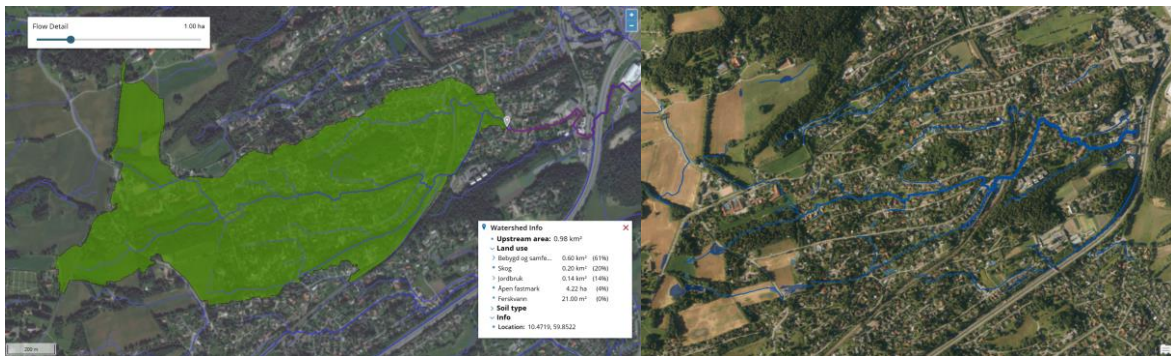 Flow Detail 1.00 ha
+
−
Watershed Info ×
Upstream area: 0.98 km²
Land use
Bebygd og samfe... 0.60 km² (61%)
Skog 0.20 km² (20%)
Jordbruk 0.14 km² (14%)
Åpen fastmark 4.22 ha (4%)
Ferskvann 21.00 m² (0%)
Soil type
Info
Location: 10.4719, 59.8522
200 m